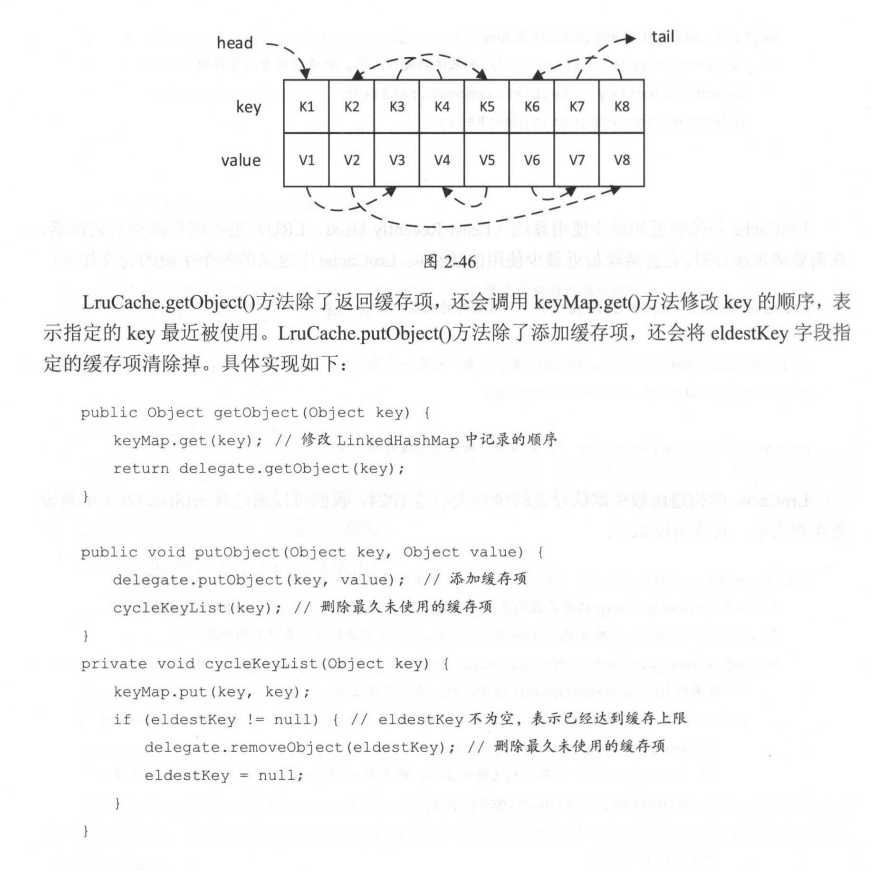 head
tail
key K1 K2 K3 K4 K5 K6 K7 K8
value V1 V2 V3 V4 V5 V6 V7 V8
图 2-46
LruCache.getObject()方法除了返回缓存项，还会调用 keyMap.get()方法修改 key 的顺序，表
示指定的 key 最近被使用。LruCache.putObject()方法除了添加缓存项，还会将 eldestKey 字段指
定的缓存项清除掉。具体实现如下：
public Object getObject(Object key) {
keyMap.get(key); // 修改 LinkedHashMap 中记录的顺序
return delegate.getObject(key);
}
public void putObject(Object key, Object value) {
delegate.putObject(key, value); // 添加缓存项
cycleKeyList(key); // 删除最久未使用的缓存项
}
private void cycleKeyList(Object key) {
keyMap.put(key, key);
if (eldestKey != null) { // eldestKey 不为空，表示已经达到缓存上限
delegate.removeObject(eldestKey); // 删除最久未使用的缓存项
eldestKey = null;
}
}